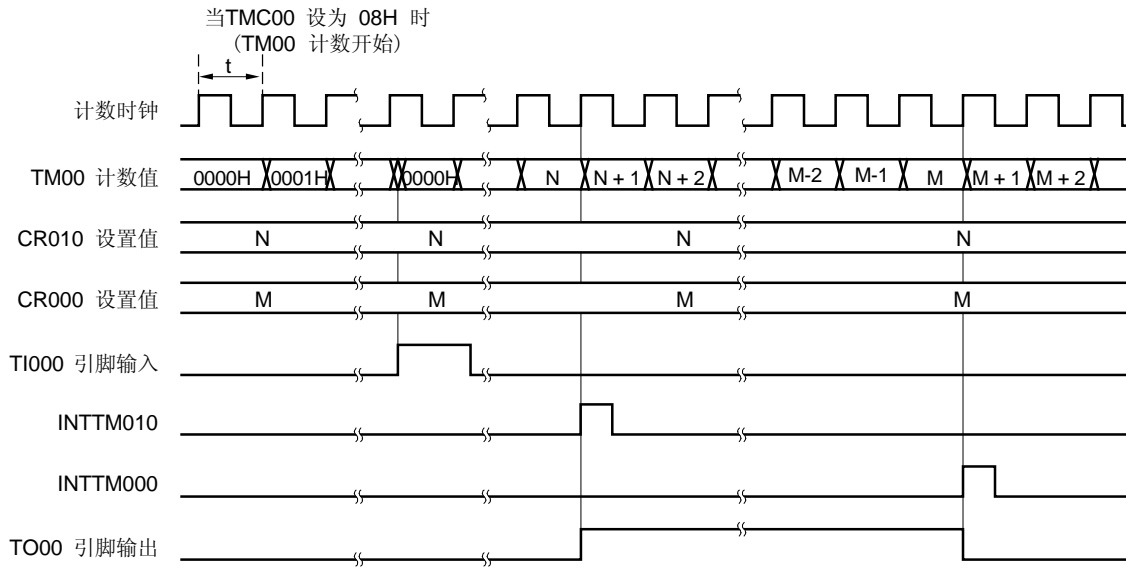 当TMC00 设为 08H 时
(TM00 计数开始)
t
计数时钟
TM00 计数值 0000H 0001H 0000H N N + 1 N + 2 M-2 M-1 M M + 1 M + 2
CR010 设置值 N N N N
CR000 设置值 M M M M
TI000 引脚输入
INTTM010
INTTM000
TO00 引脚输出